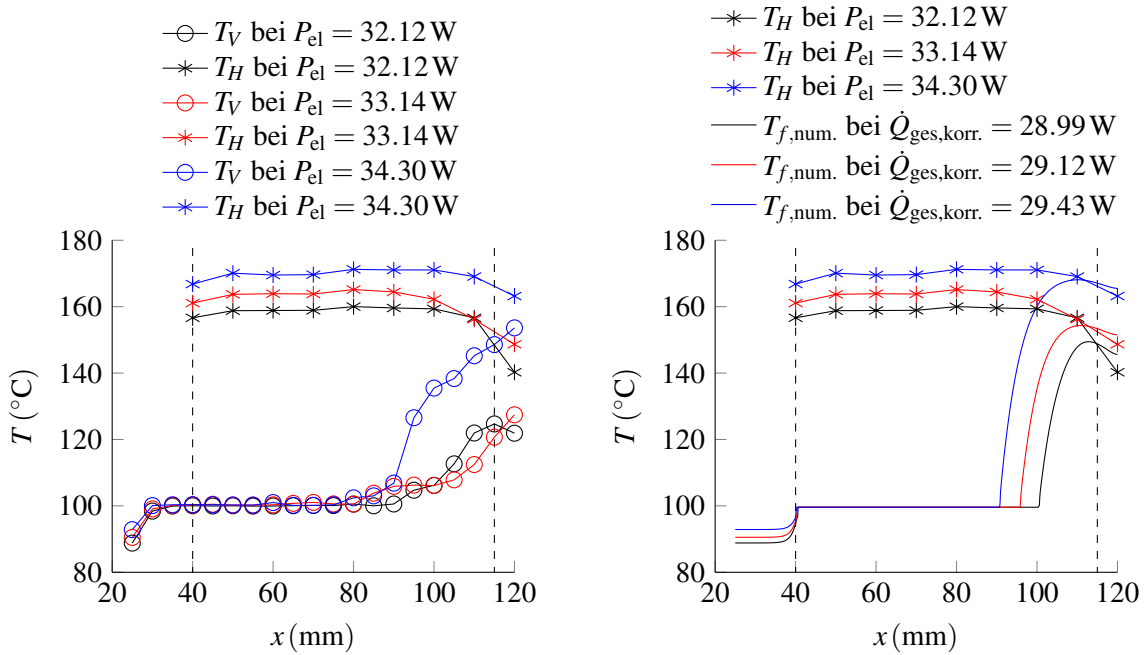 T_V bei P_el = 32.12 W
T_H bei P_el = 32.12 W
T_V bei P_el = 33.14 W
T_H bei P_el = 33.14 W
T_V bei P_el = 34.30 W
T_H bei P_el = 34.30 W
180
160
140
120
100
80
T (°C)
20 40 60 80 100 120
x (mm)
T_H bei P_el = 32.12 W
T_H bei P_el = 33.14 W
T_H bei P_el = 34.30 W
T_f,num. bei Q̇_ges,korr. = 28.99 W
T_f,num. bei Q̇_ges,korr. = 29.12 W
T_f,num. bei Q̇_ges,korr. = 29.43 W
180
160
140
120
100
80
T (°C)
20 40 60 80 100 120
x (mm)